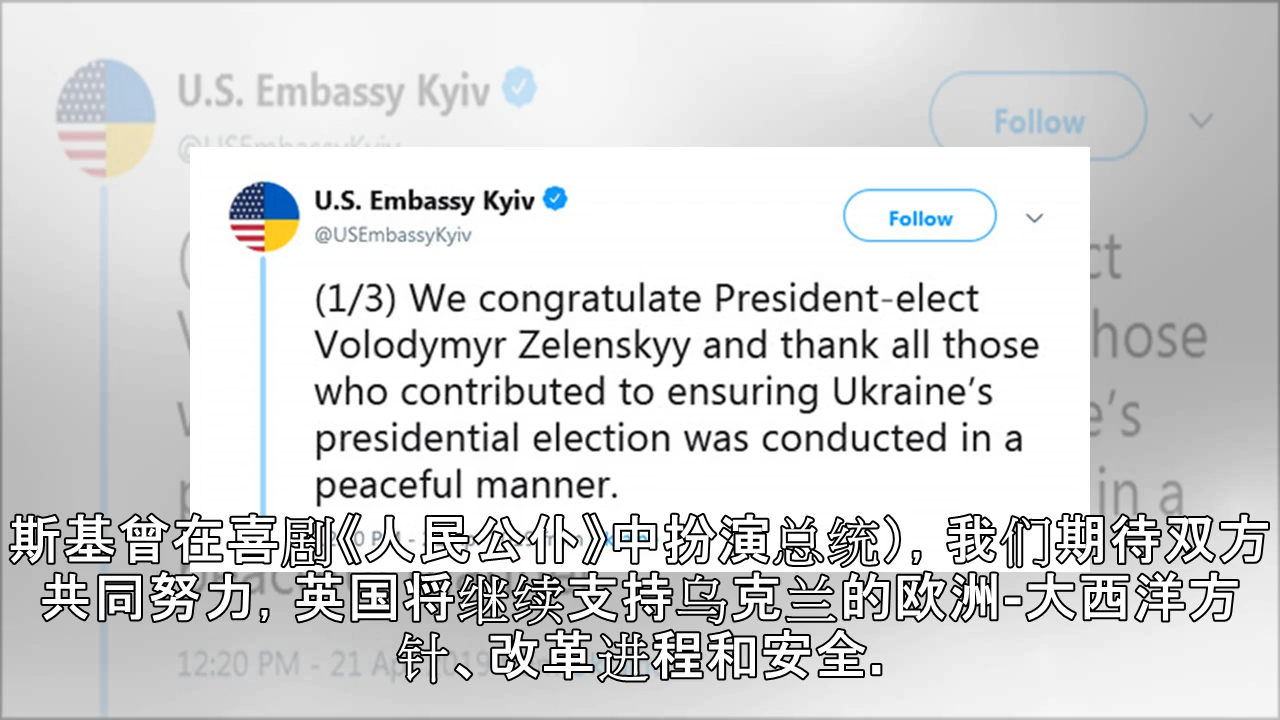 U.S. Embassy Kyiv
Follow
U.S. Embassy Kyiv
@USEmbassyKyiv
Follow
(1/3) We congratulate President-elect
Volodymyr Zelenskyy and thank all those
who contributed to ensuring Ukraine’s
presidential election was conducted in a
peaceful manner.
斯基曾在喜剧《人民公仆》中扮演总统）, 我们期待双方
共同努力, 英国将继续支持乌克兰的欧洲-大西洋方
针、改革进程和安全.
12:20 PM - 21 Ap